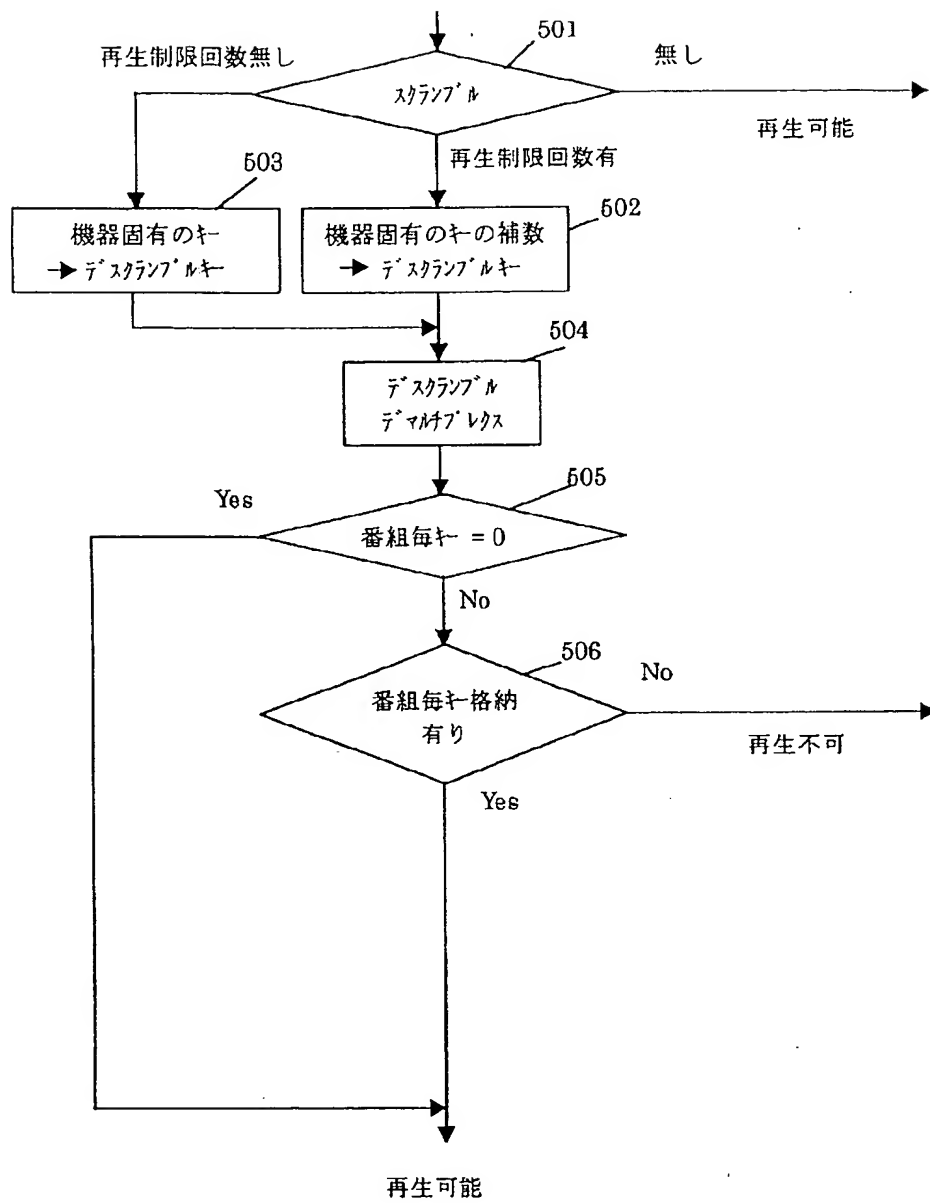 501
再生制限回数無し
無し
スクランブル
再生可能
再生制限回数有
503
502
機器固有のキー
→ デスクランブルキー
機器固有のキーの補数
→ デスクランブルキー
504
デスクランブル
デマルチプレクス
505
Yes
番組毎キー = 0
No
506
No
番組毎キー格納
有り
再生不可
Yes
再生可能